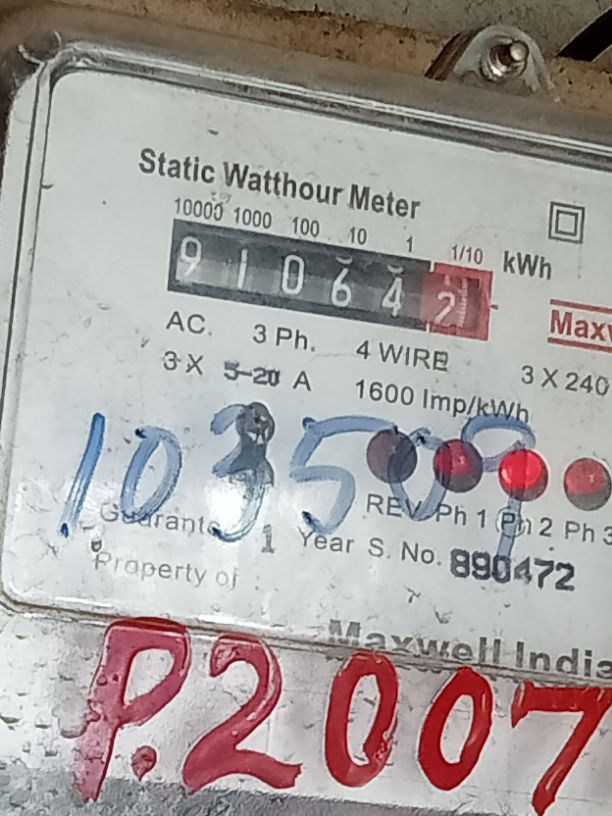 Static Watthour Meter
10000 1000 100 10 1 1/10 kWh
9 1 0 6 4 2
AC. 3 Ph. 4 WIRE 3 X 240
3 X 5-20 A 1600 Imp/kWh
103509
REV Ph 1 Ph 2 Ph 3
1 Year S. No. 890472
Property of
Maxwell India
P.2007